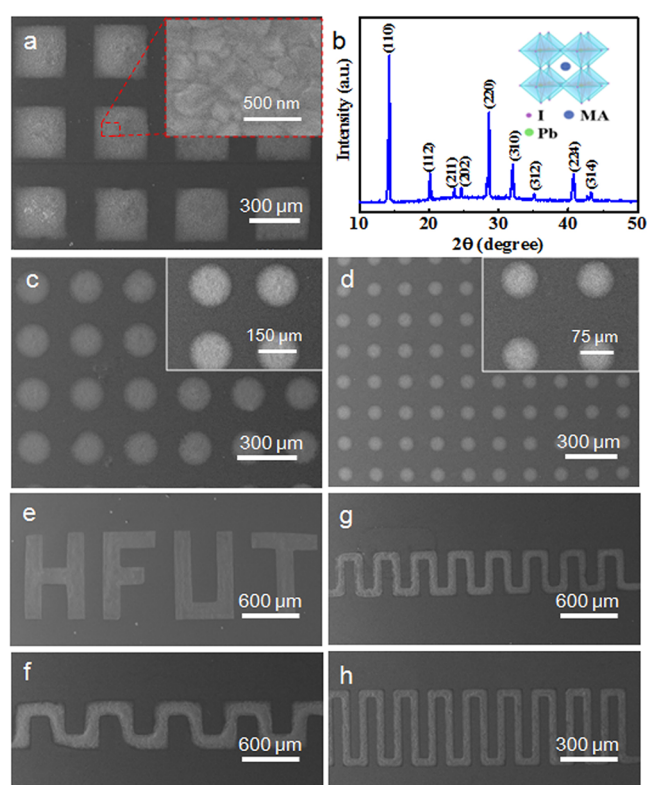 a
500 nm
300 μm
b
Intensity (a.u.)
(110)
(112)
(211)
(202)
(220)
(310)
(312)
(224)
(314)
I
MA
Pb
10
20
30
40
50
2θ (degree)
c
150 μm
300 μm
d
75 μm
300 μm
e
HFUT
600 μm
g
600 μm
f
600 μm
h
300 μm